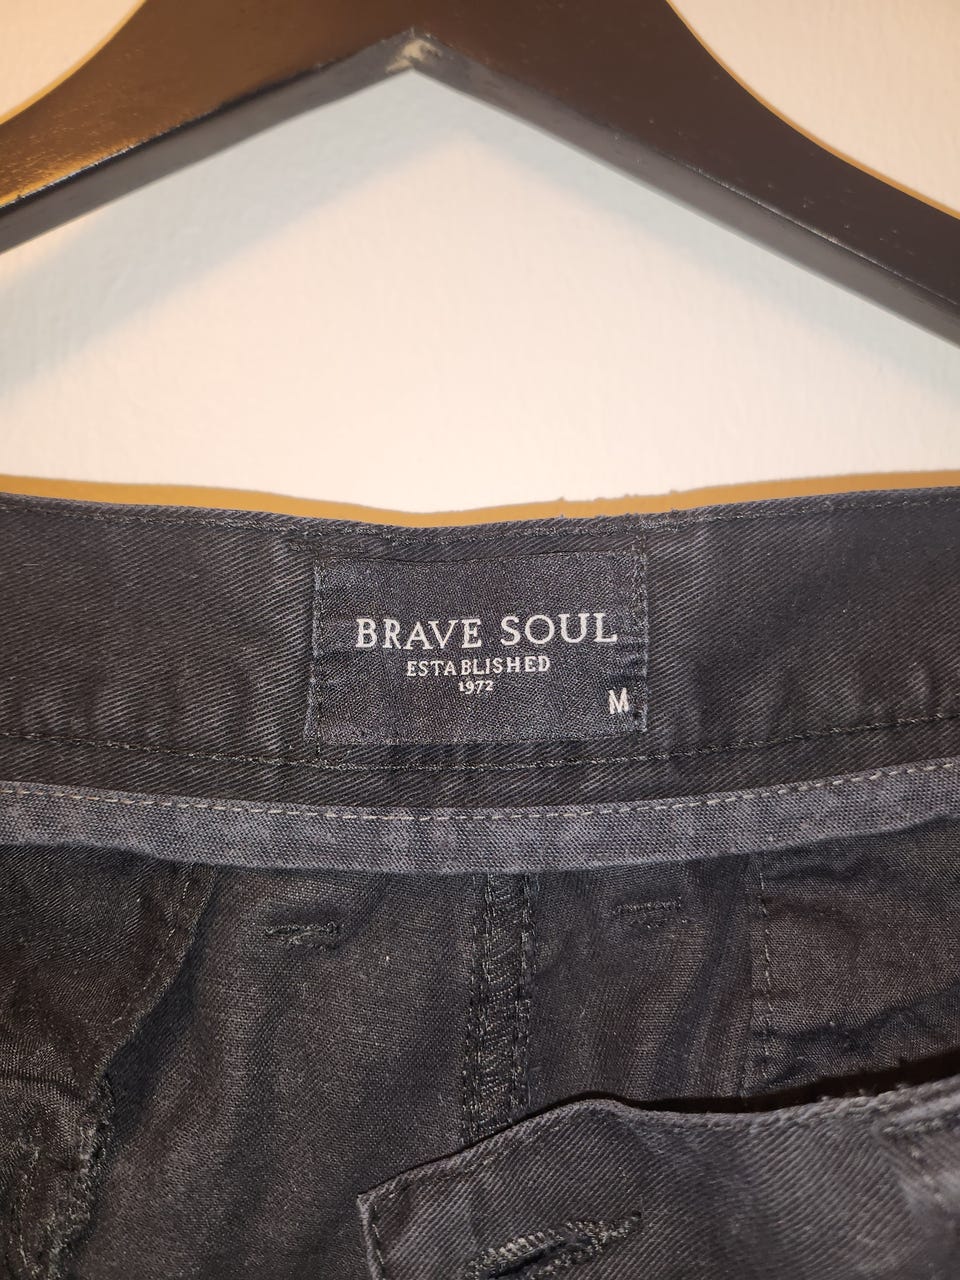 BRAVE SOUL
ESTABLISHED
1972
M